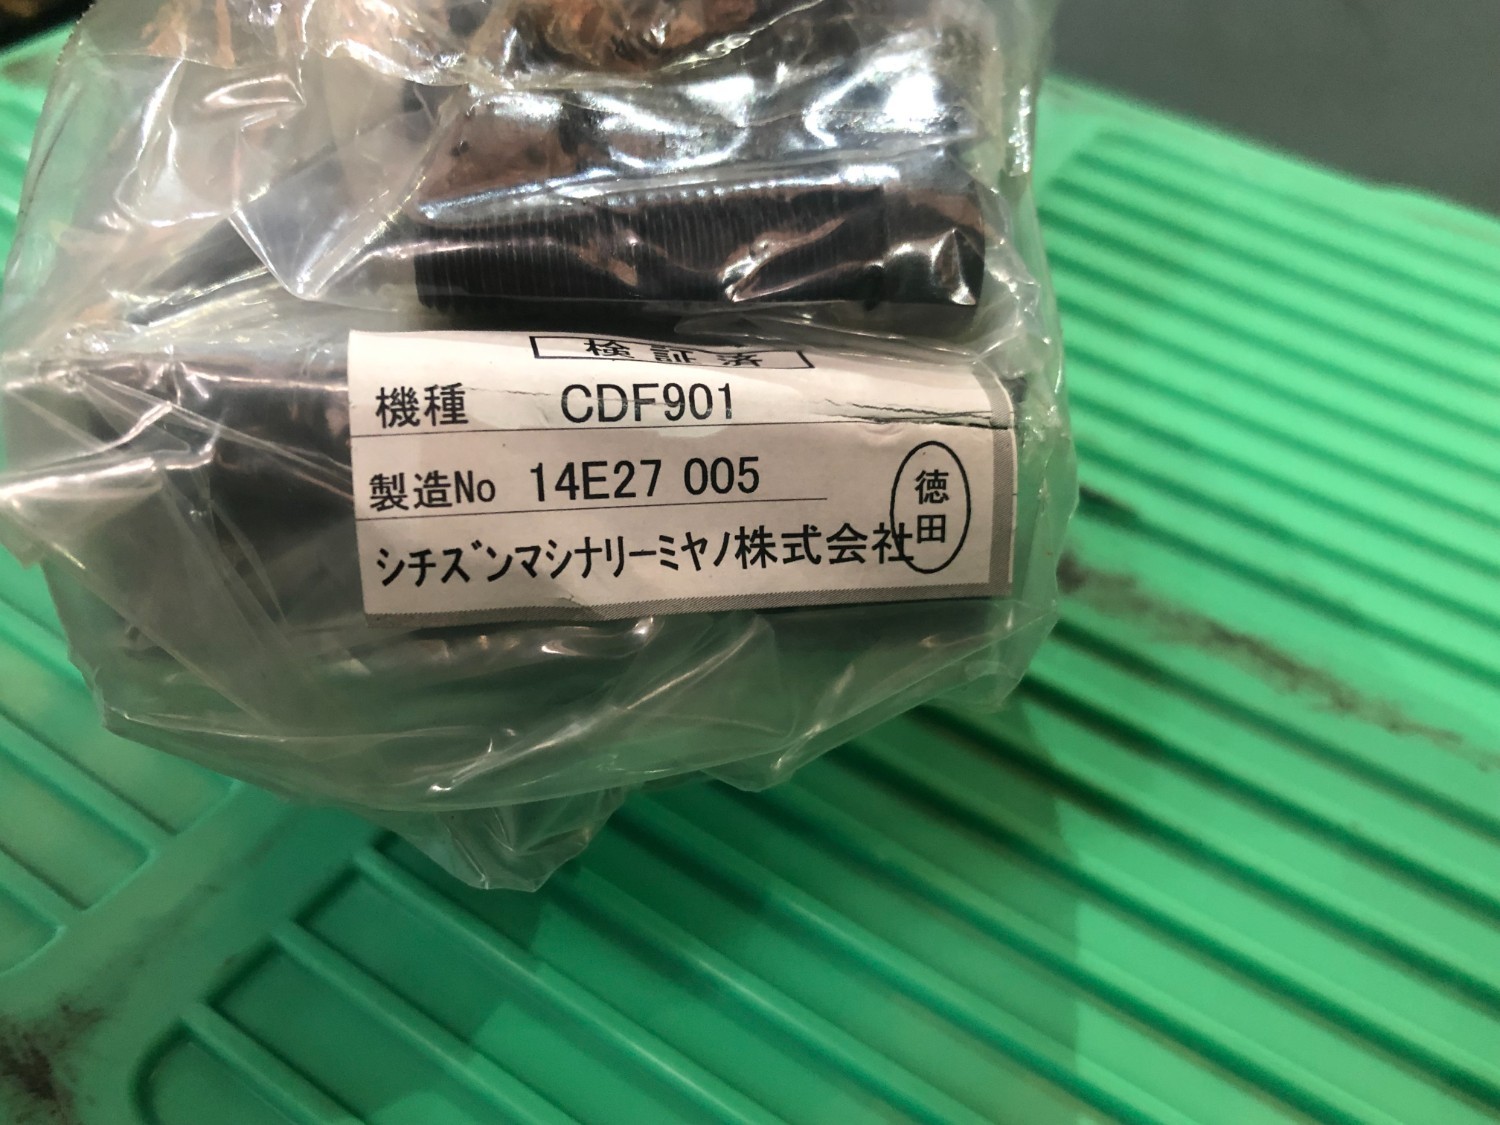 検証済
機種 CDF901
製造No 14E27 005
シチズンマシナリーミヤノ株式会社
徳田